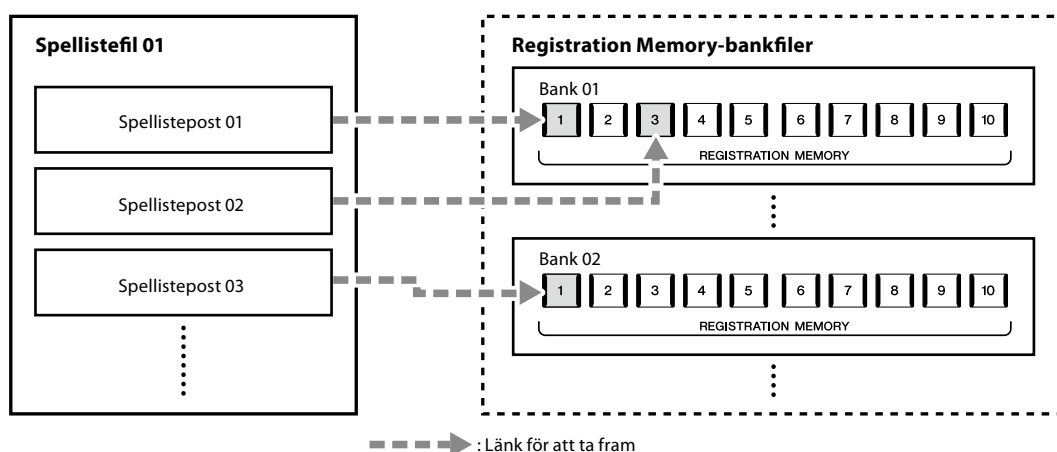 Spellistefil 01
Spellistepost 01
Spellistepost 02
Spellistepost 03
Registration Memory-bankfiler
Bank 01
1 2 3 4 5 6 7 8 9 10
REGISTRATION MEMORY
Bank 02
1 2 3 4 5 6 7 8 9 10
REGISTRATION MEMORY
: Länk för att ta fram